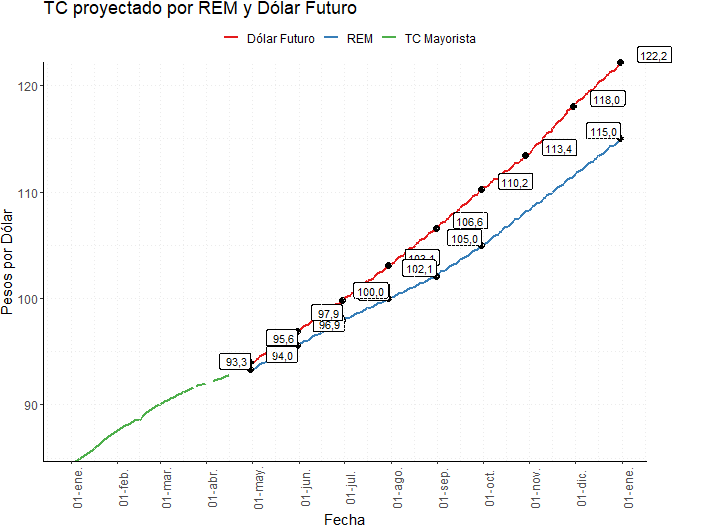 TC proyectado por REM y Dólar Futuro
Dólar Futuro REM TC Mayorista
122,2
118,0
115,0
113,4
110,2
106,6
105,0
103,1
102,1
100,0
97,9
96,9
95,6
94,0
93,3
120
110
100
90
Pesos por Dólar
01-ene.
01-feb.
01-mar.
01-abr.
01-may.
01-jun.
01-jul.
01-ago.
01-sep.
01-oct.
01-nov.
01-dic.
01-ene.
Fecha